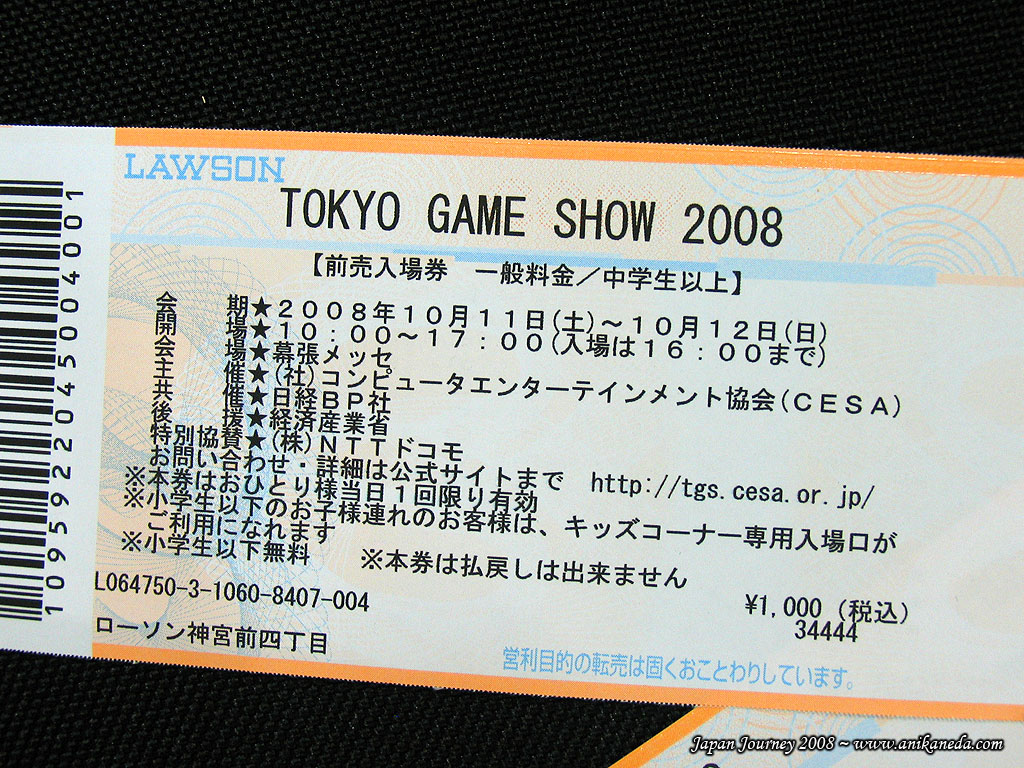 LAWSON
TOKYO GAME SHOW 2008
【前売入場券　一般料金／中学生以上】
会　　期★２００８年１０月１１日(土)～１０月１２日(日)
開　　場★１０：００～１７：００(入場は１６：００まで)
会　　場★幕張メッセ
主　　催★(社)コンピュータエンターテインメント協会(ＣＥＳＡ)
共　　催★日経ＢＰ社
後　　援★経済産業省
特別協賛★(株)ＮＴＴドコモ
お問い合わせ・詳細は公式サイトまで　http://tgs.cesa.or.jp/
※本券はおひとり様当日１回限り有効
※小学生以下のお子様連れのお客様は、キッズコーナー専用入場口が
ご利用になれます
※小学生以下無料　　※本券は払戻しは出来ません
L064750-3-1060-8407-004
¥1,000 (税込)
34444
ローソン神宮前四丁目
営利目的の転売は固くおことわりしています。
1095922045004001
Japan Journey 2008 ~ www.anikaneda.com